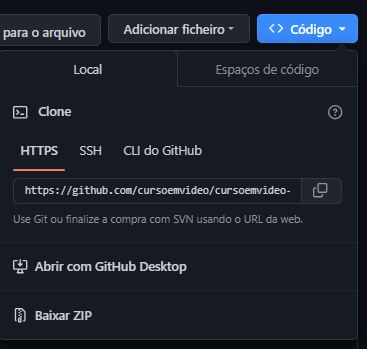 para o arquivo
Adicionar ficheiro
<> Código
Local
Espaços de código
Clone
HTTPS
SSH
CLI do GitHub
https://github.com/cursoemvideo/cursoemvideo-
Use Git ou finalize a compra com SVN usando o URL da web.
Abrir com GitHub Desktop
Baixar ZIP